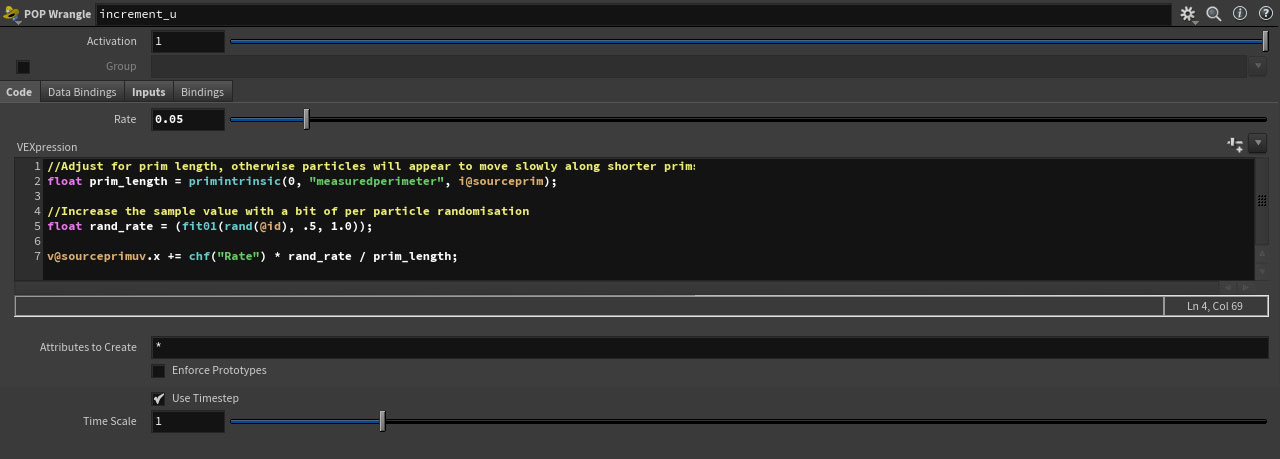 POP Wrangle increment_u
Activation 1
Group
Code Data Bindings Inputs Bindings
Rate 0.05
VEXpression
1 //Adjust for prim length, otherwise particles will appear to move slowly along shorter prims
2 float prim_length = primintrinsic(0, "measuredperimeter", i@sourceprim);
3
4 //Increase the sample value with a bit of per particle randomisation
5 float rand_rate = (fit01(rand(@id), .5, 1.0));
6
7 v@sourceprimuv.x += chf("Rate") * rand_rate / prim_length;
Ln 4, Col 69
Attributes to Create *
Enforce Prototypes
Use Timestep
Time Scale 1